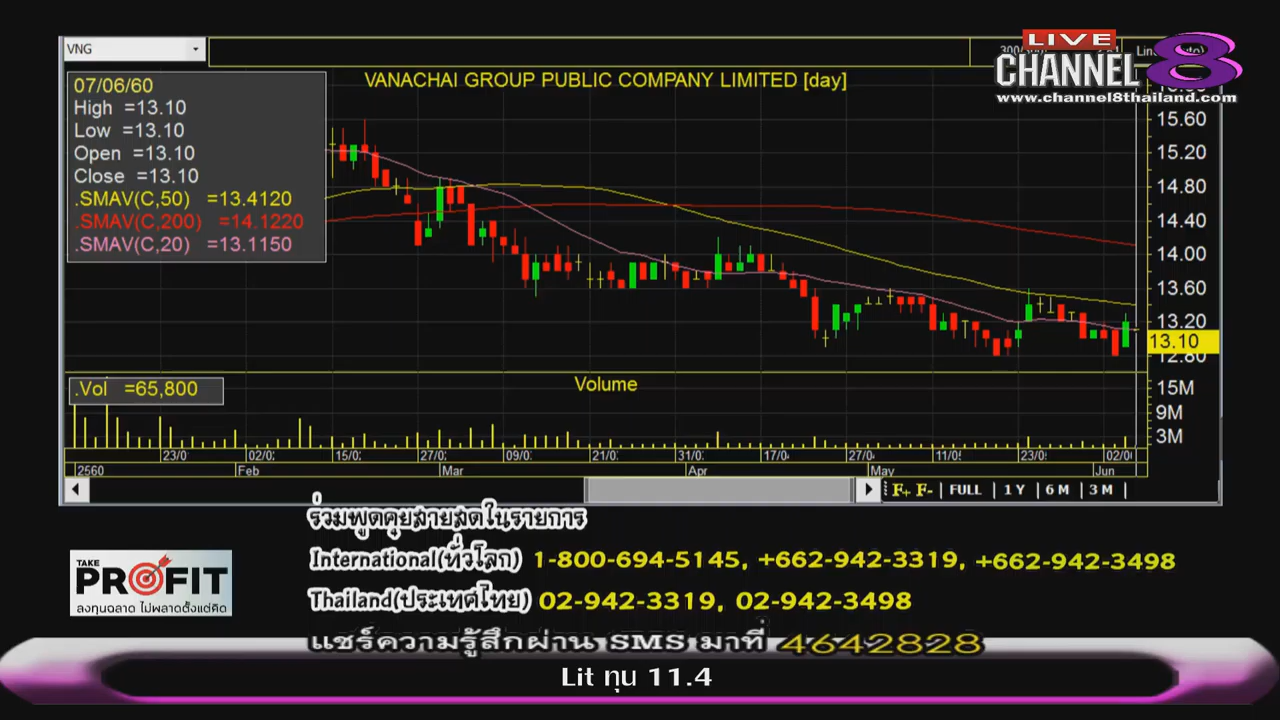 VNG
LIVE
CHANNEL 8
www.channel8thailand.com
VANACHAI GROUP PUBLIC COMPANY LIMITED [day]
07/06/60
High =13.10
Low =13.10
Open =13.10
Close =13.10
.SMAV(C,50) =13.4120
.SMAV(C,200) =14.1220
.SMAV(C,20) =13.1150
15.60
15.20
14.80
14.40
14.00
13.60
13.20
13.10
12.80
.Vol =65,800
Volume
15M
9M
3M
23/0 02/0 15/0 27/0 09/0 21/0 31/0 17/0 27/0 11/0 23/0 02/0
2560 Feb Mar Apr May Jun
F+ F- FULL 1 Y 6 M 3 M
ร่วมพูดคุยสายสดในรายการ
International(ทั่วโลก) 1-800-694-5145, +662-942-3319, +662-942-3498
Thailand(ประเทศไทย) 02-942-3319, 02-942-3498
แชร์ความรู้สึกผ่าน SMS มาที่ 4642828
TAKE
PROFIT
ลงทุนฉลาด ไม่พลาดตั้งแต่คิด
Lit ทุน 11.4